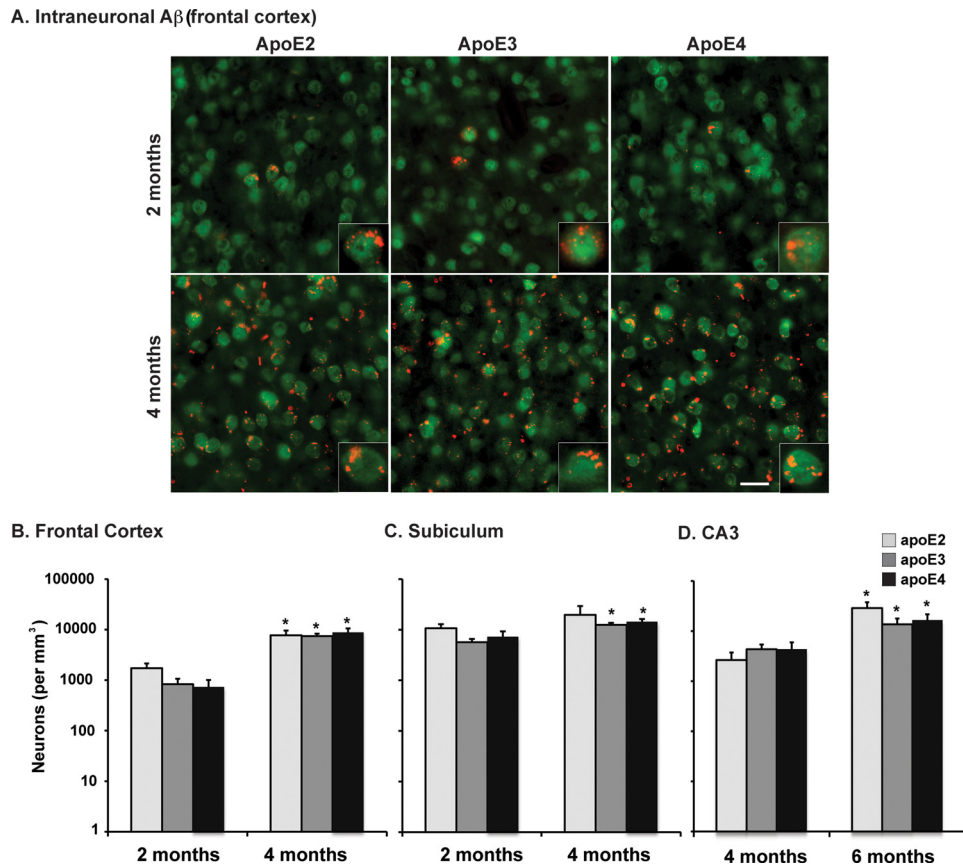 A. Intraneuronal Aβ(frontal cortex)
ApoE2 ApoE3 ApoE4
2 months
4 months
B. Frontal Cortex C. Subiculum D. CA3
apoE2
apoE3
apoE4
Neurons (per mm³)
100000
10000
1000
100
10
1
* * * * * * * *
2 months 4 months 2 months 4 months 4 months 6 months